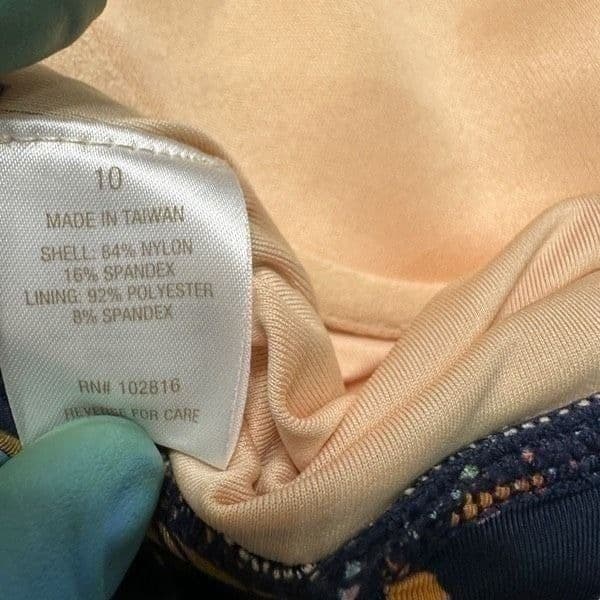 10
MADE IN TAIWAN
SHELL: 84% NYLON
16% SPANDEX
LINING: 92% POLYESTER
8% SPANDEX
RN# 102816
REVERSE FOR CARE